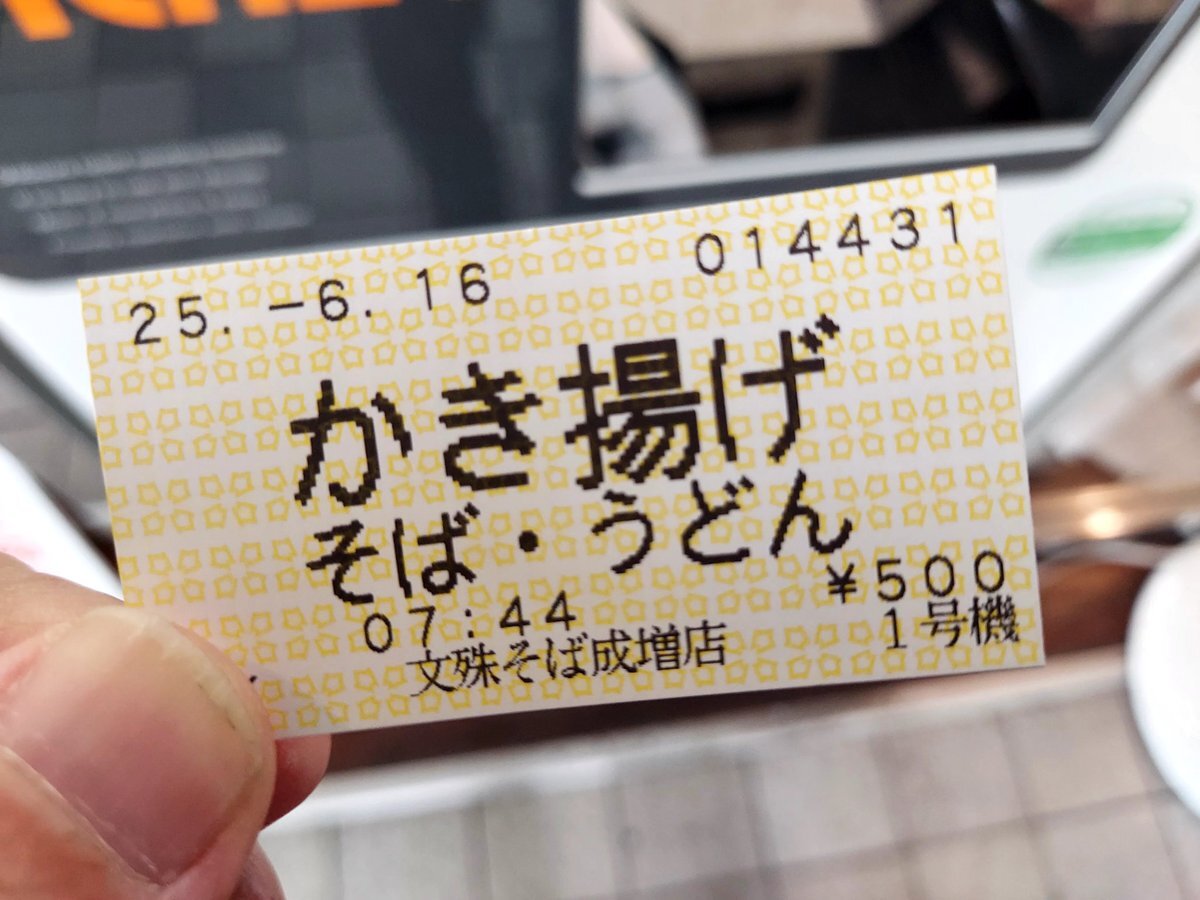 25.-6.16 014431
かき揚げ
そば・うどん
¥500
07:44 1号機
文殊そば成増店